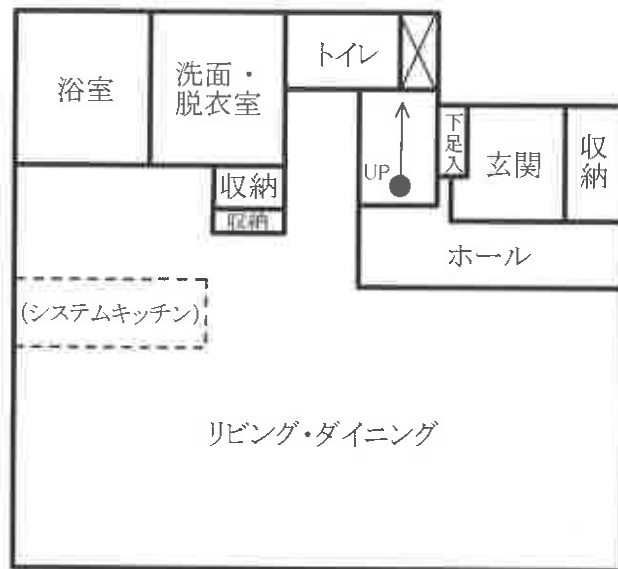 トイレ
浴室
洗面・
脱衣室
下足入
玄関
収納
UP
収納
収納
ホール
(システムキッチン)
リビング・ダイニング